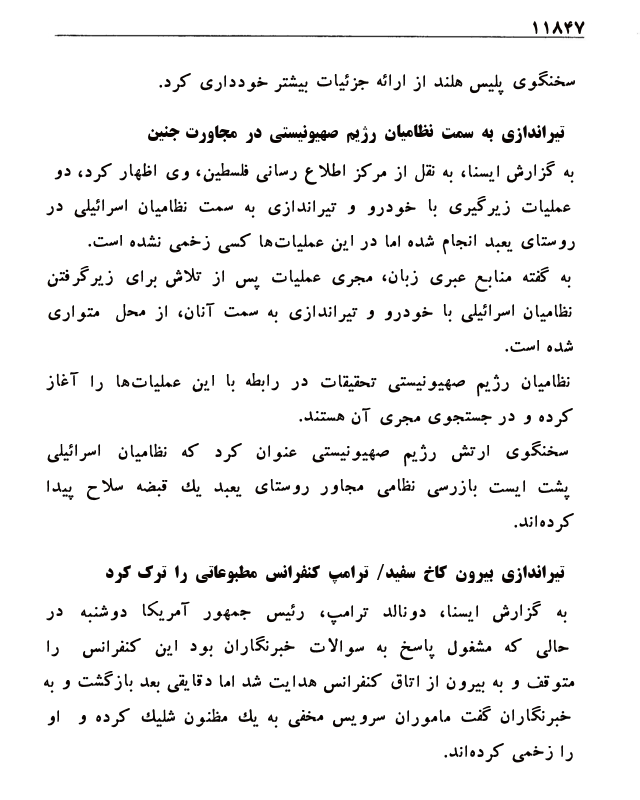 ۱۱۸۴۷
سخنگوی پلیس هلند از ارائه جزئیات بیشتر خودداری کرد.
تیراندازی به سمت نظامیان رژیم صهیونیستی در مجاورت جنین
به گزارش ایسنا، به نقل از مرکز اطلاع رسانی فلسطین، وی اظهار کرد، دو
عملیات زیرگیری با خودرو و تیراندازی به سمت نظامیان اسرائیلی در
روستای یعبد انجام شده اما در این عملیات‌ها کسی زخمی نشده است.
به گفته منابع عبری زبان، مجری عملیات پس از تلاش برای زیرگرفتن
نظامیان اسرائیلی با خودرو و تیراندازی به سمت آنان، از محل متواری
شده است.
نظامیان رژیم صهیونیستی تحقیقات در رابطه با این عملیات‌ها را آغاز
کرده و در جستجوی مجری آن هستند.
سخنگوی ارتش رژیم صهیونیستی عنوان کرد که نظامیان اسرائیلی
پشت ایست بازرسی نظامی مجاور روستای یعبد یك قبضه سلاح پیدا
کرده‌اند.
تیراندازی بیرون کاخ سفید/ ترامپ کنفرانس مطبوعاتی را ترک کرد
به گزارش ایسنا، دونالد ترامپ، رئیس جمهور آمریکا دوشنبه در
حالی که مشغول پاسخ به سوالات خبرنگاران بود این کنفرانس را
متوقف و به بیرون از اتاق کنفرانس هدایت شد اما دقایقی بعد بازگشت و به
خبرنگاران گفت ماموران سرویس مخفی به یك مظنون شلیك کرده و او
را زخمی کرده‌اند.